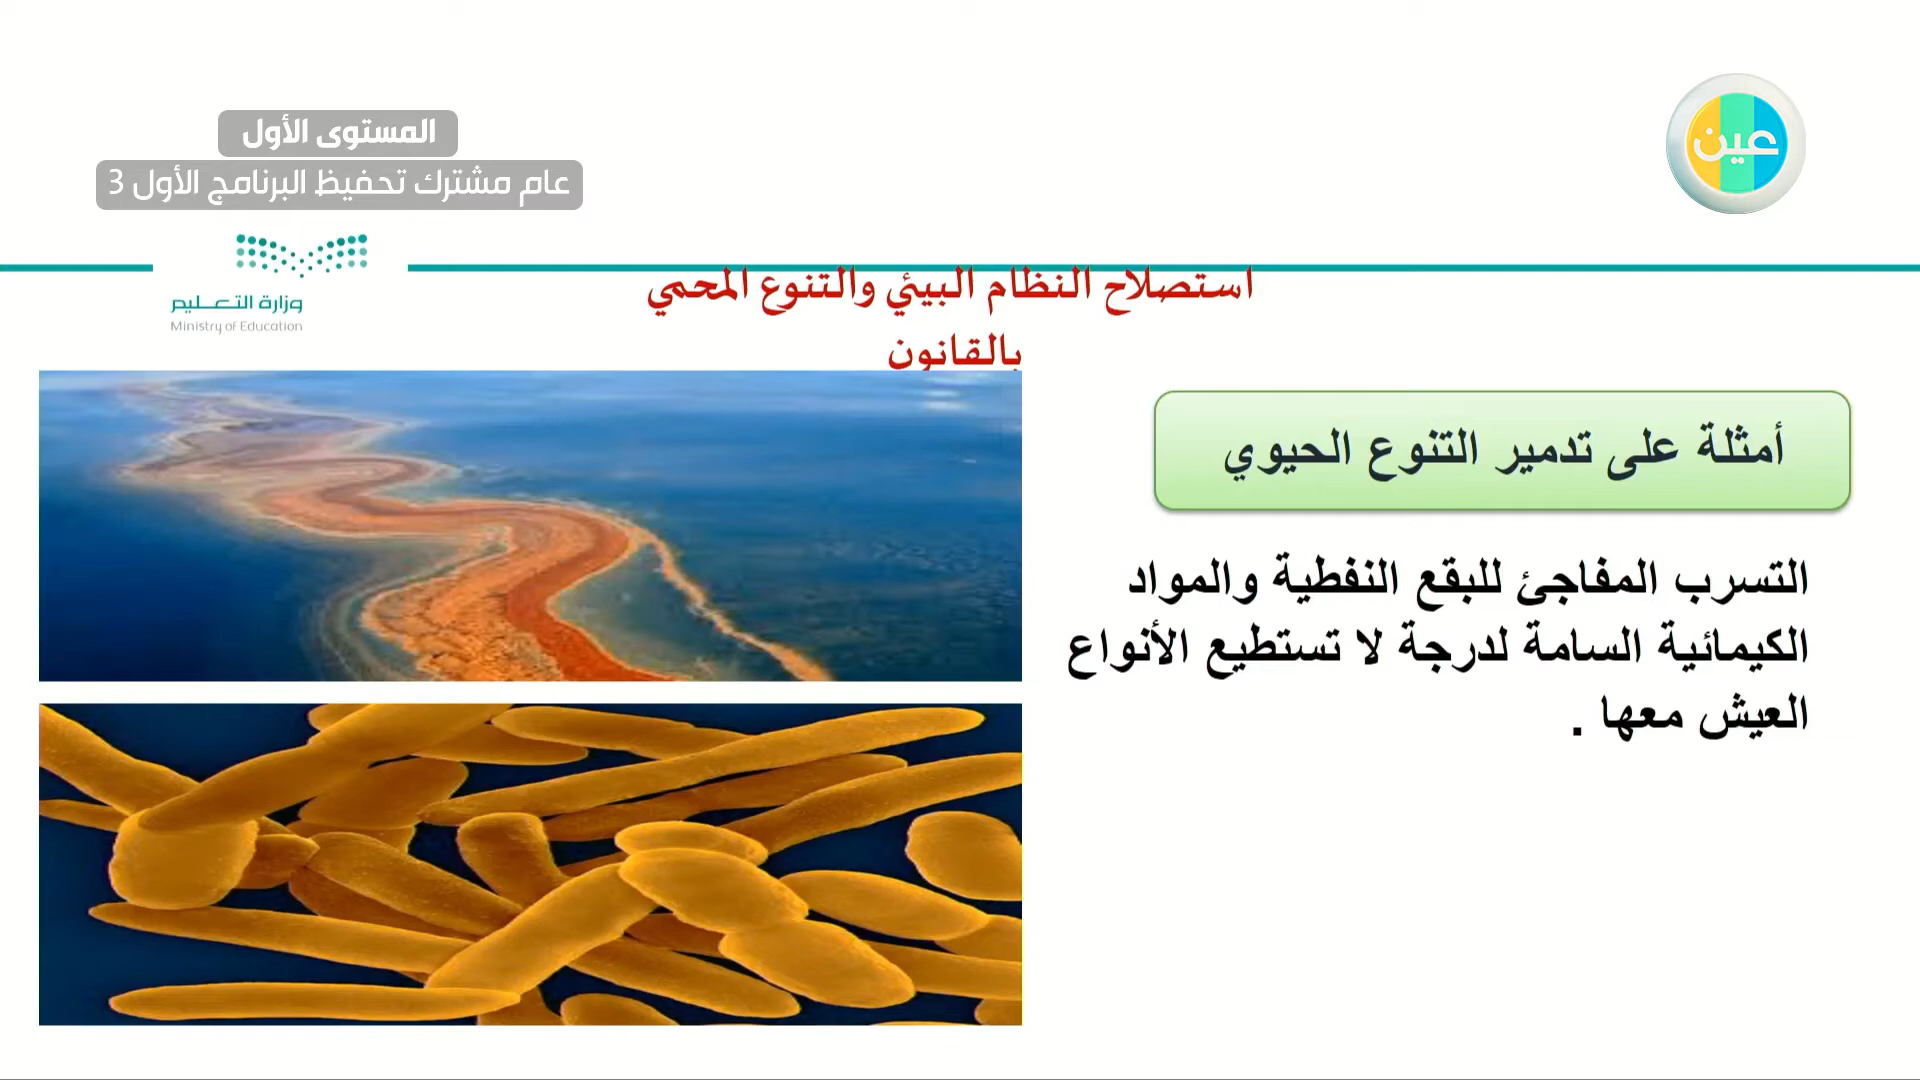 المستوى الأول
عام مشترك تحفيظ البرنامج الأول 3
عين
وزارة التعليم
Ministry of Education
استصلاح النظام البيئي والتنوع المحمي
بالقانون
أمثلة على تدمير التنوع الحيوي
التسرب المفاجئ للبقع النفطية والمواد
الكيمائية السامة لدرجة لا تستطيع الأنواع
العيش معها .